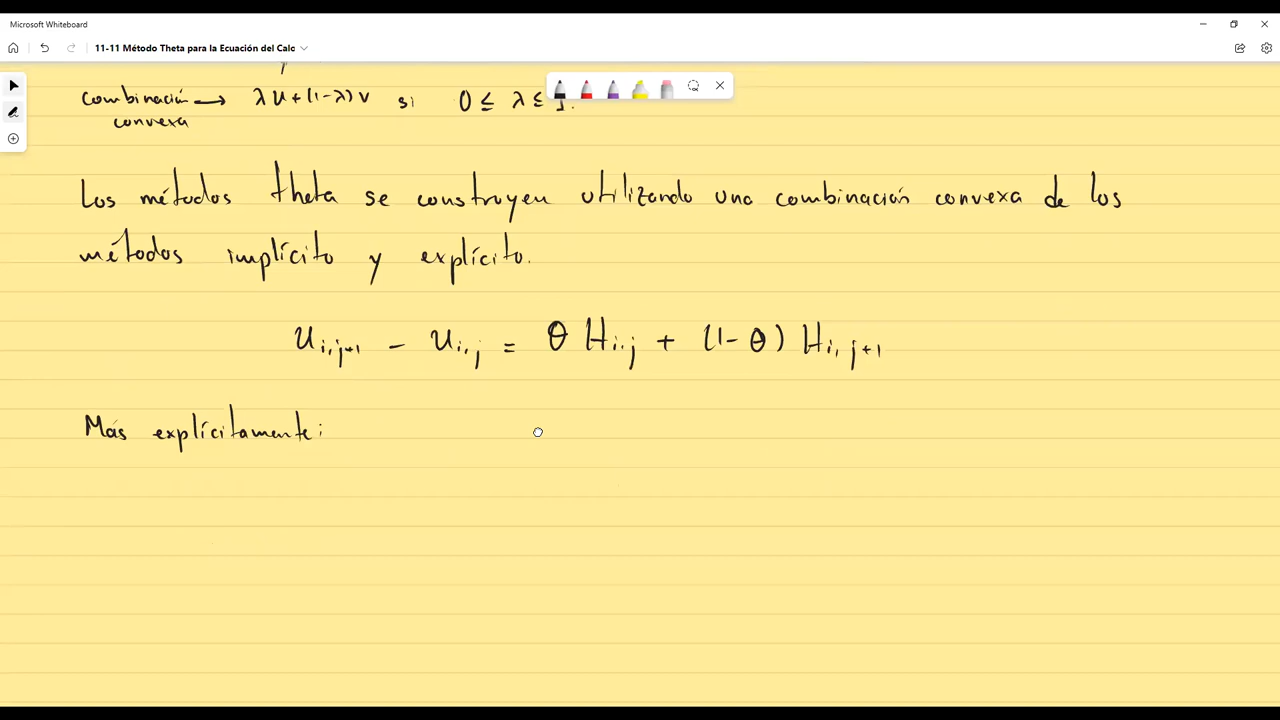 Microsoft Whiteboard
11-11 Método Theta para la Ecuación del Calc
combinación → λu+(1-λ)v si 0 ≤ λ ≤ 1.
convexa
Los métodos theta se construyen utilizando una combinación convexa de los
métodos implícito y explícito.
u_{i,j+1} - u_{i,j} = θ H_{i,j} + (1-θ) H_{i,j+1}
Más explícitamente: